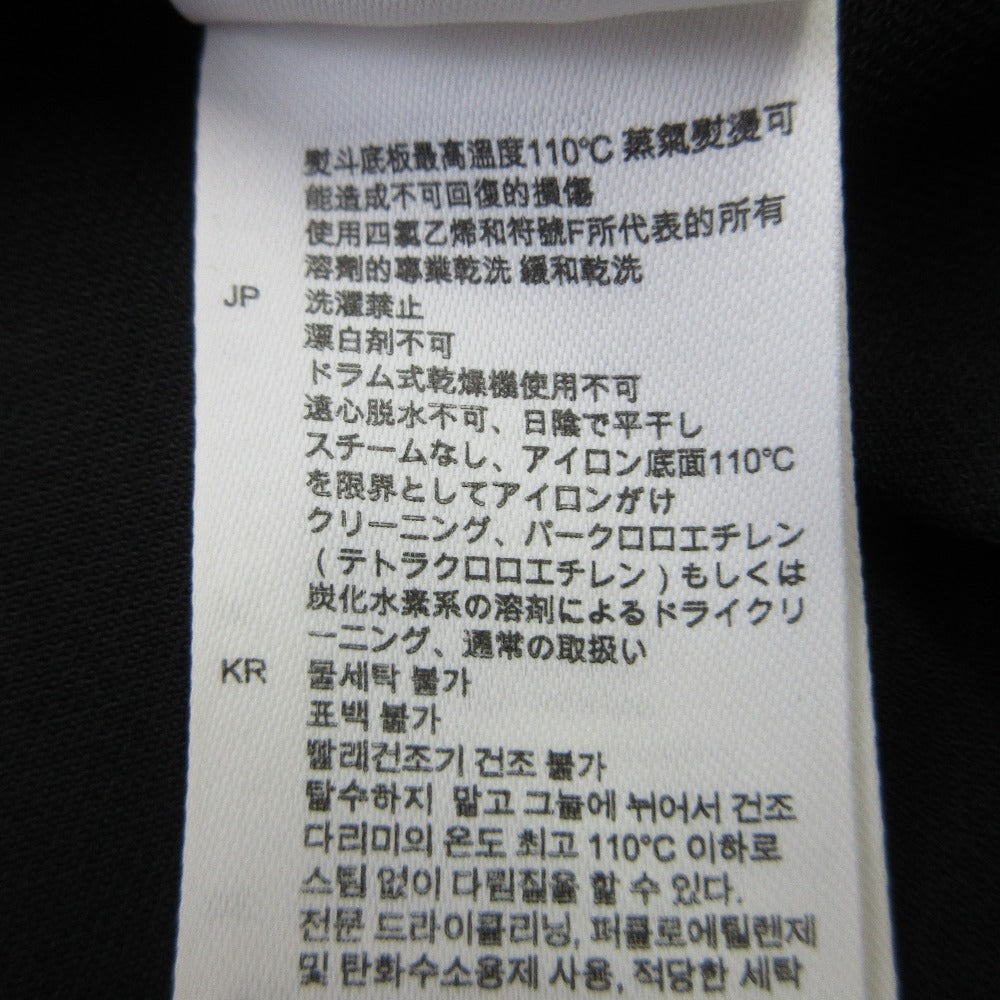 熨斗底板最高溫度110℃ 蒸氣熨燙可
能造成不可回復的損傷
使用四氯乙烯和符號F所代表的所有
溶劑的專業乾洗 緩和乾洗
JP 洗濯禁止
漂白剤不可
ドラム式乾燥機使用不可
遠心脱水不可、日陰で平干し
スチームなし、アイロン底面110℃
を限界としてアイロンがけ
クリーニング、パークロロエチレン
(テトラクロロエチレン)もしくは
炭化水素系の溶剤によるドライクリ
ーニング、通常の取扱い
KR 물세탁 불가
표백 불가
빨래건조기 건조 불가
탈수하지 말고 그늘에 뉘어서 건조
다리미의 온도 최고 110℃ 이하로
스팀 없이 다림질을 할 수 있다.
전문 드라이클리닝, 퍼클로에틸렌제
및 탄화수소용제 사용, 적당한 세탁